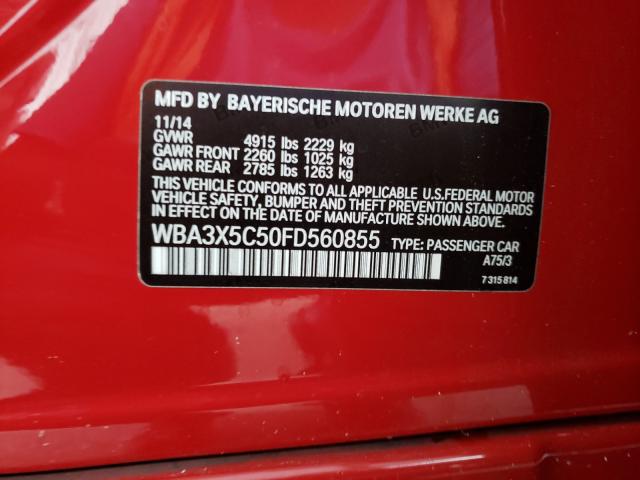 MFD BY BAYERISCHE MOTOREN WERKE AG
11/14
GVWR 4915 lbs 2229 kg
GAWR FRONT 2260 lbs 1025 kg
GAWR REAR 2785 lbs 1263 kg
THIS VEHICLE CONFORMS TO ALL APPLICABLE U.S.FEDERAL MOTOR
VEHICLE SAFETY, BUMPER AND THEFT PREVENTION STANDARDS
IN EFFECT ON THE DATE OF MANUFACTURE SHOWN ABOVE.
WBA3X5C50FD560855 TYPE: PASSENGER CAR
A75/3
7 315 814